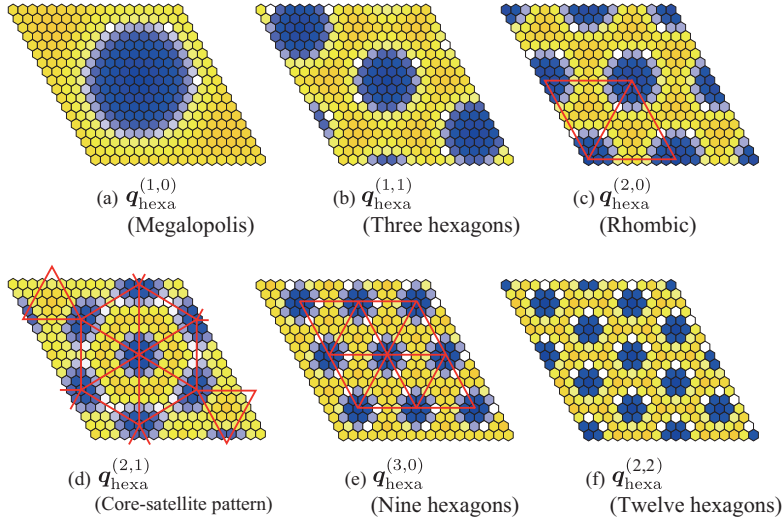 (a) q_hexa^(1,0)
(Megalopolis)
(b) q_hexa^(1,1)
(Three hexagons)
(c) q_hexa^(2,0)
(Rhombic)
(d) q_hexa^(2,1)
(Core-satellite pattern)
(e) q_hexa^(3,0)
(Nine hexagons)
(f) q_hexa^(2,2)
(Twelve hexagons)